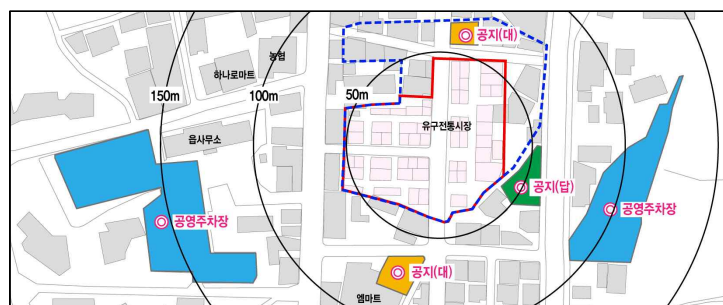 공지(대)
농협
하나로마트
150m
100m
50m
유구전통시장
읍사무소
공지(답)
공영주차장
공영주차장
공지(대)
엠마트